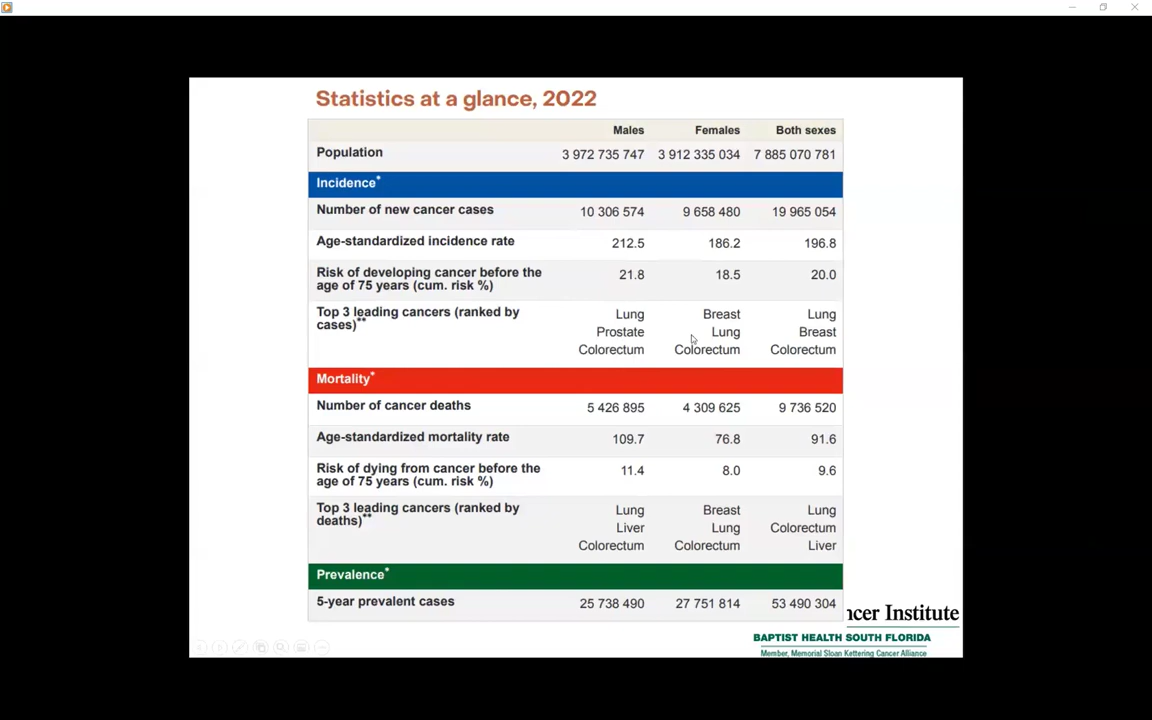 Statistics at a glance, 2022
Males Females Both sexes
Population 3 972 735 747 3 912 335 034 7 885 070 781
Incidence*
Number of new cancer cases 10 306 574 9 658 480 19 965 054
Age-standardized incidence rate 212.5 186.2 196.8
Risk of developing cancer before the
age of 75 years (cum. risk %) 21.8 18.5 20.0
Top 3 leading cancers (ranked by
cases)**
Lung Breast Lung
Prostate Lung Breast
Colorectum Colorectum Colorectum
Mortality*
Number of cancer deaths 5 426 895 4 309 625 9 736 520
Age-standardized mortality rate 109.7 76.8 91.6
Risk of dying from cancer before the
age of 75 years (cum. risk %) 11.4 8.0 9.6
Top 3 leading cancers (ranked by
deaths)**
Lung Breast Lung
Liver Lung Colorectum
Colorectum Colorectum Liver
Prevalence*
5-year prevalent cases 25 738 490 27 751 814 53 490 304
ncer Institute
BAPTIST HEALTH SOUTH FLORIDA
Member, Memorial Sloan Kettering Cancer Alliance